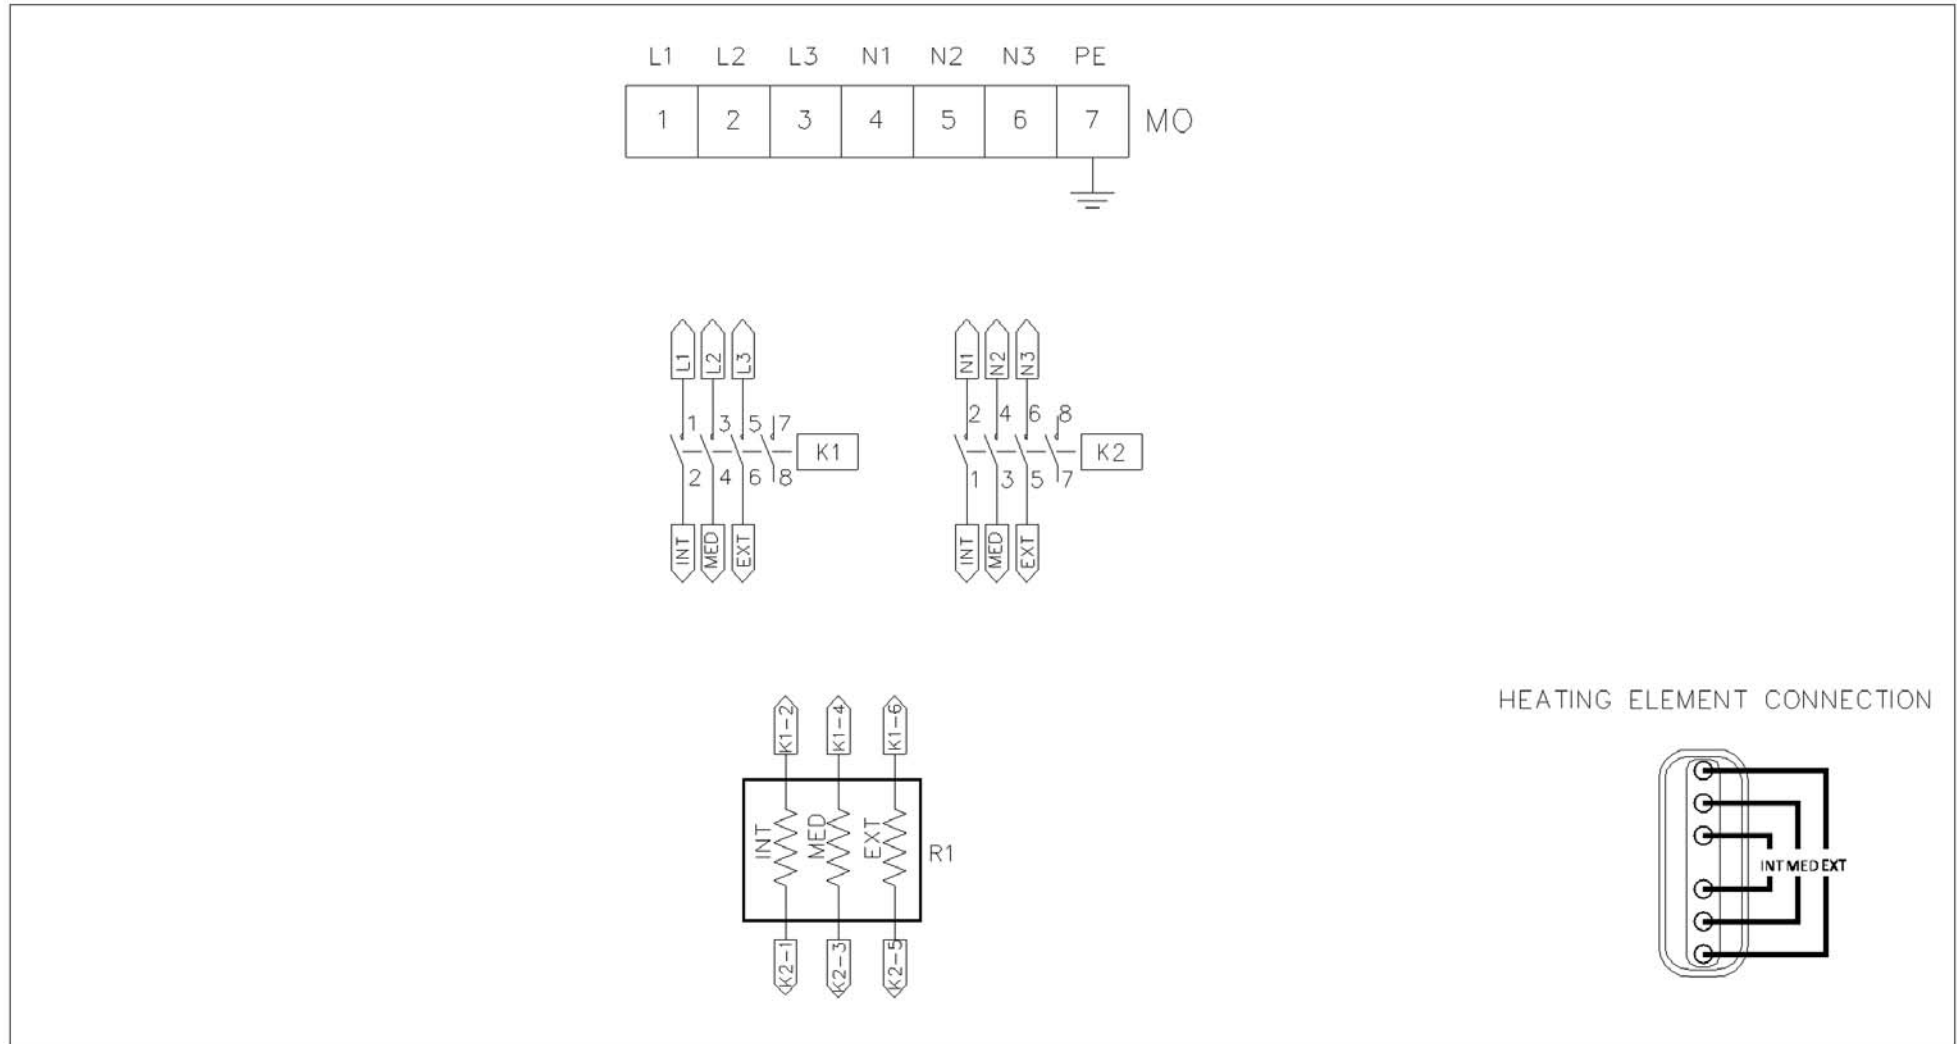 L1 L2 L3 N1 N2 N3 PE
1 2 3 4 5 6 7 MO
L1 L2 L3 N1 N2 N3
1 3 5 7 2 4 6 8
K1 K2
2 4 6 8 1 3 5 7
INT MED EXT INT MED EXT
HEATING ELEMENT CONNECTION
K1-2 K1-4 K1-6
INT MED EXT R1
INT MED EXT
K2-1 K2-3 K2-5